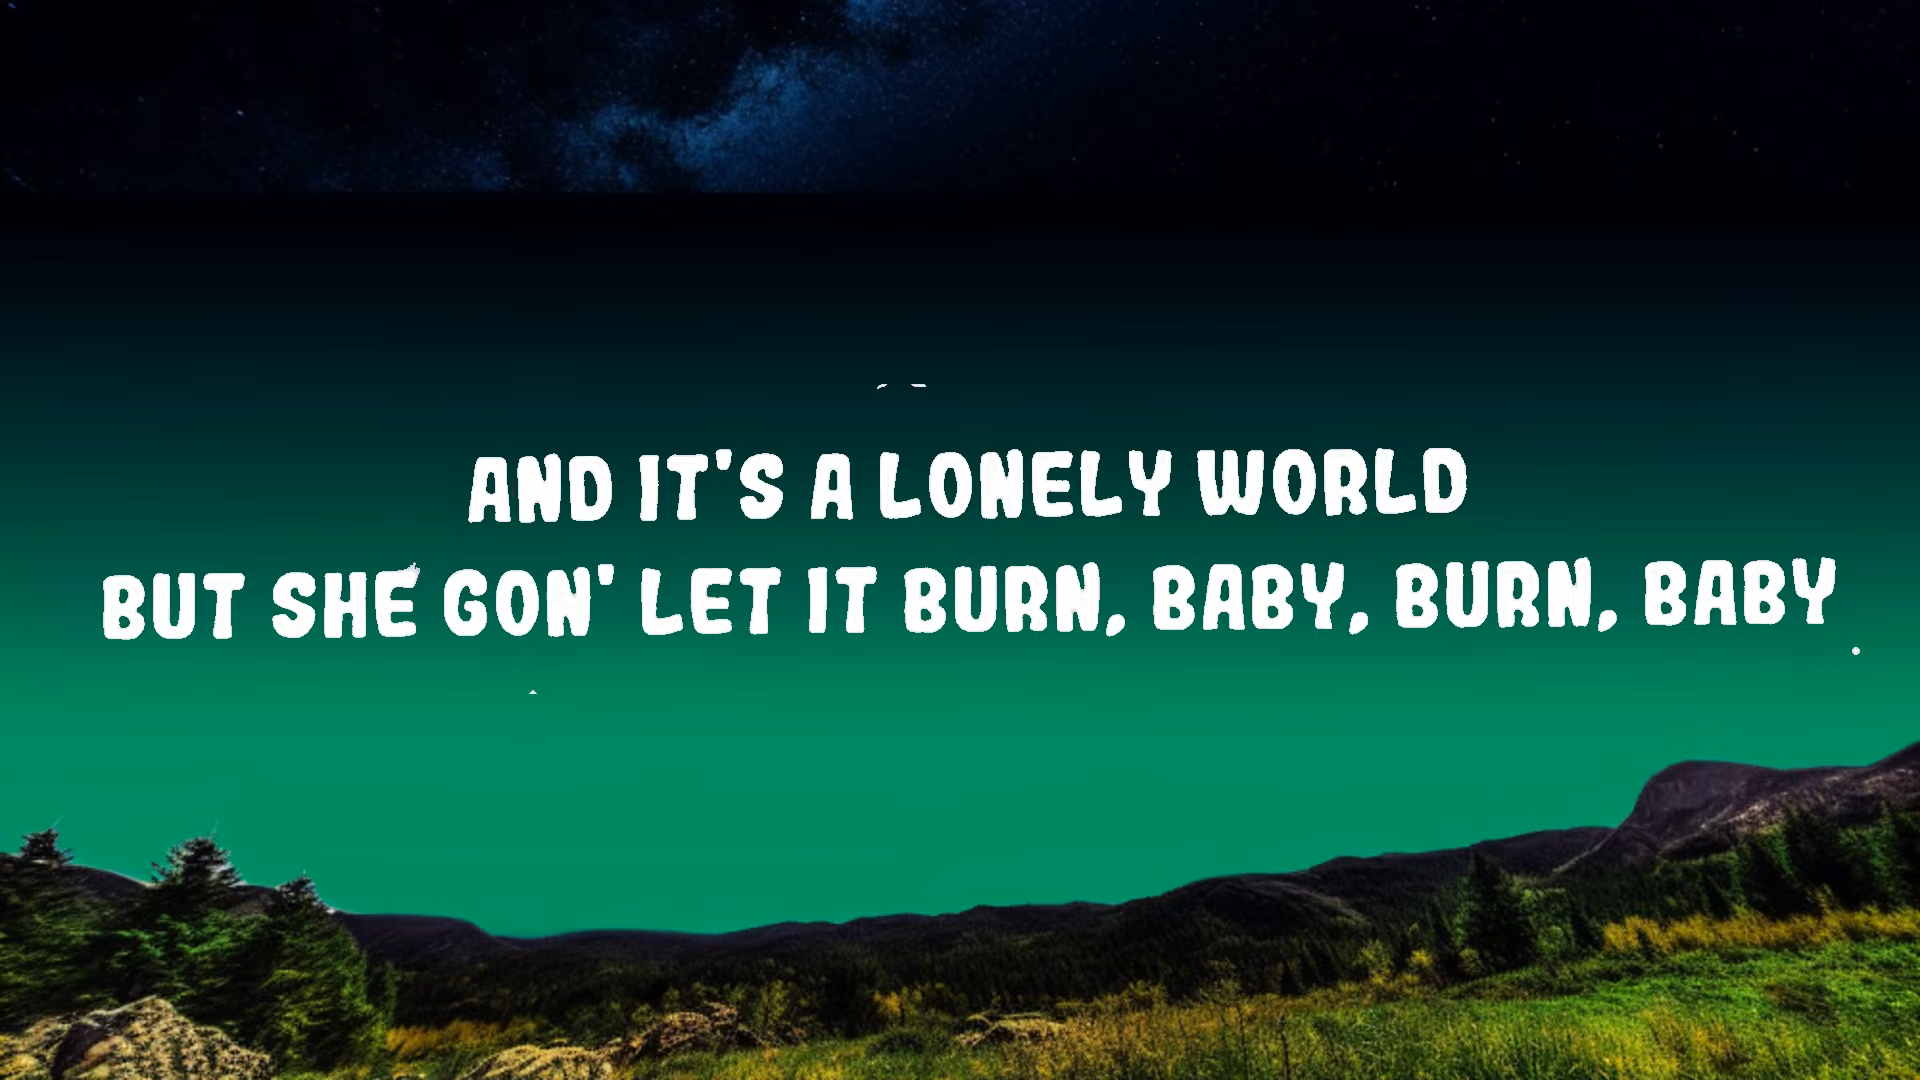 AND IT'S A LONELY WORLD
BUT SHE GON' LET IT BURN, BABY, BURN, BABY